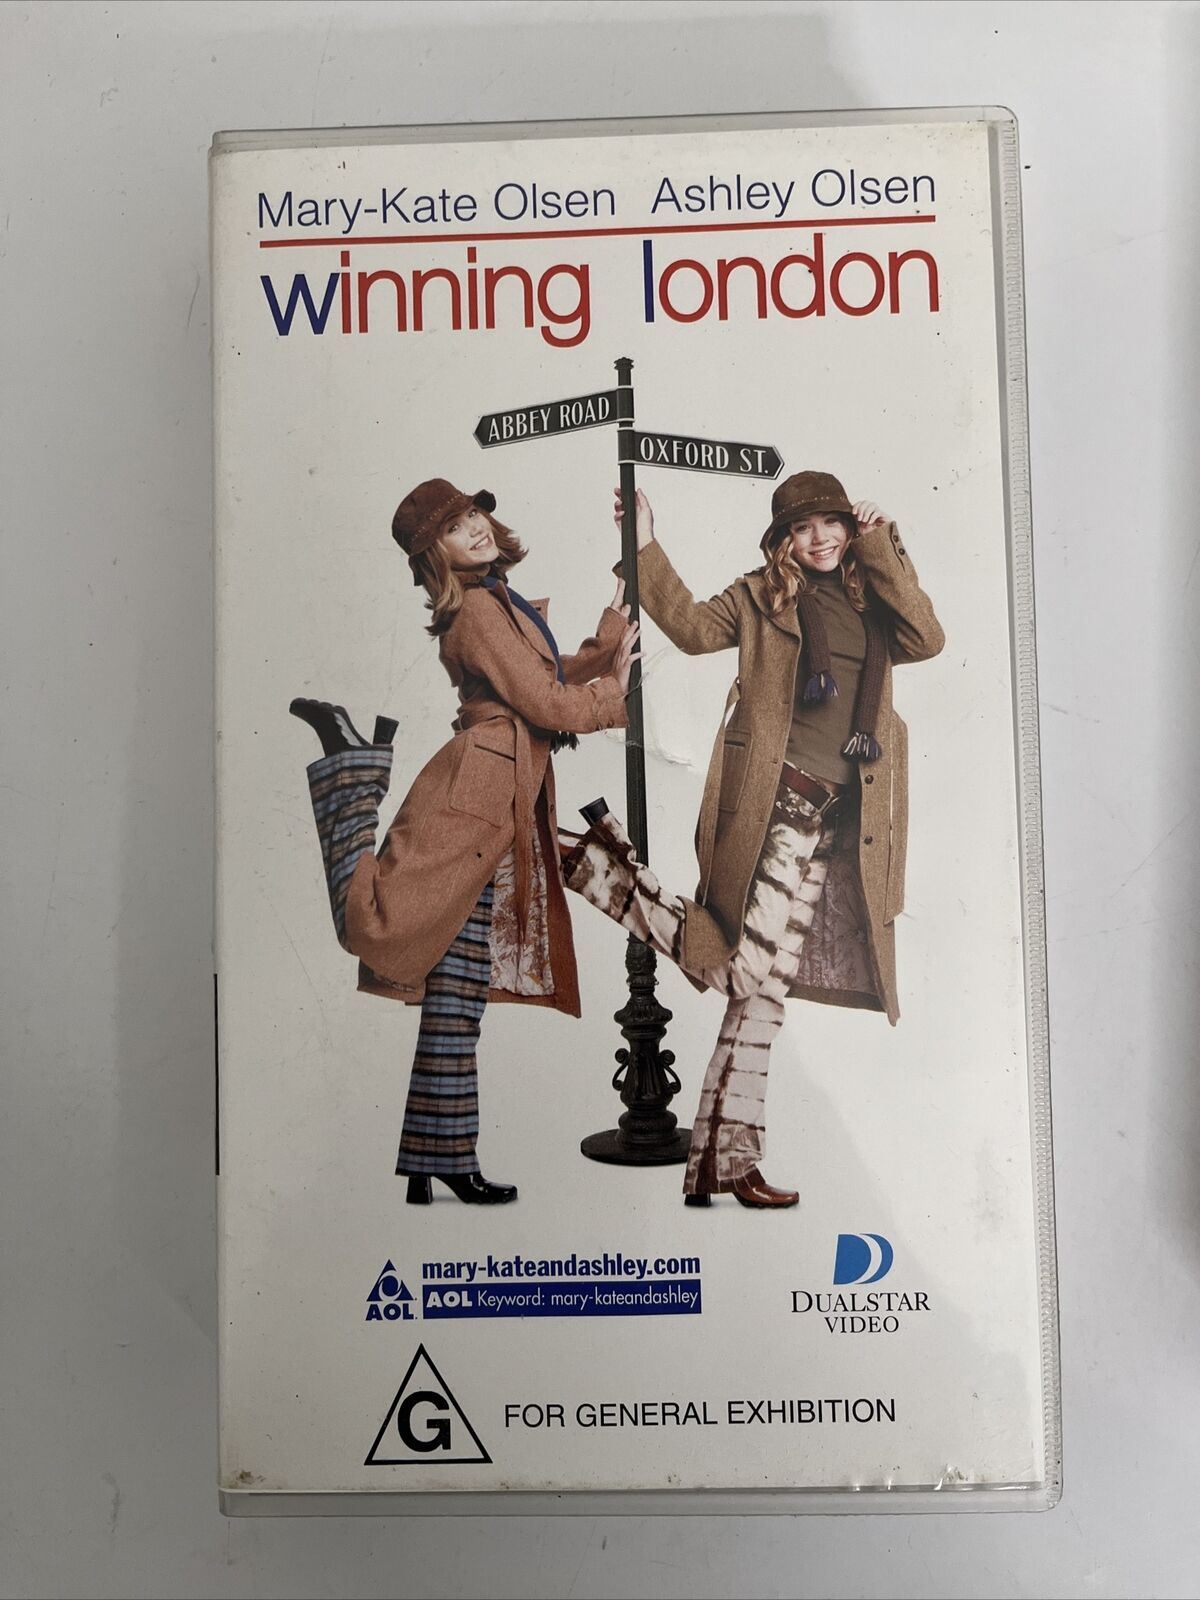 Mary-Kate Olsen Ashley Olsen
winning london
ABBEY ROAD
OXFORD ST.
mary-kateandashley.com
AOL
AOL Keyword: mary-kateandashley
DUALSTAR
VIDEO
G
FOR GENERAL EXHIBITION